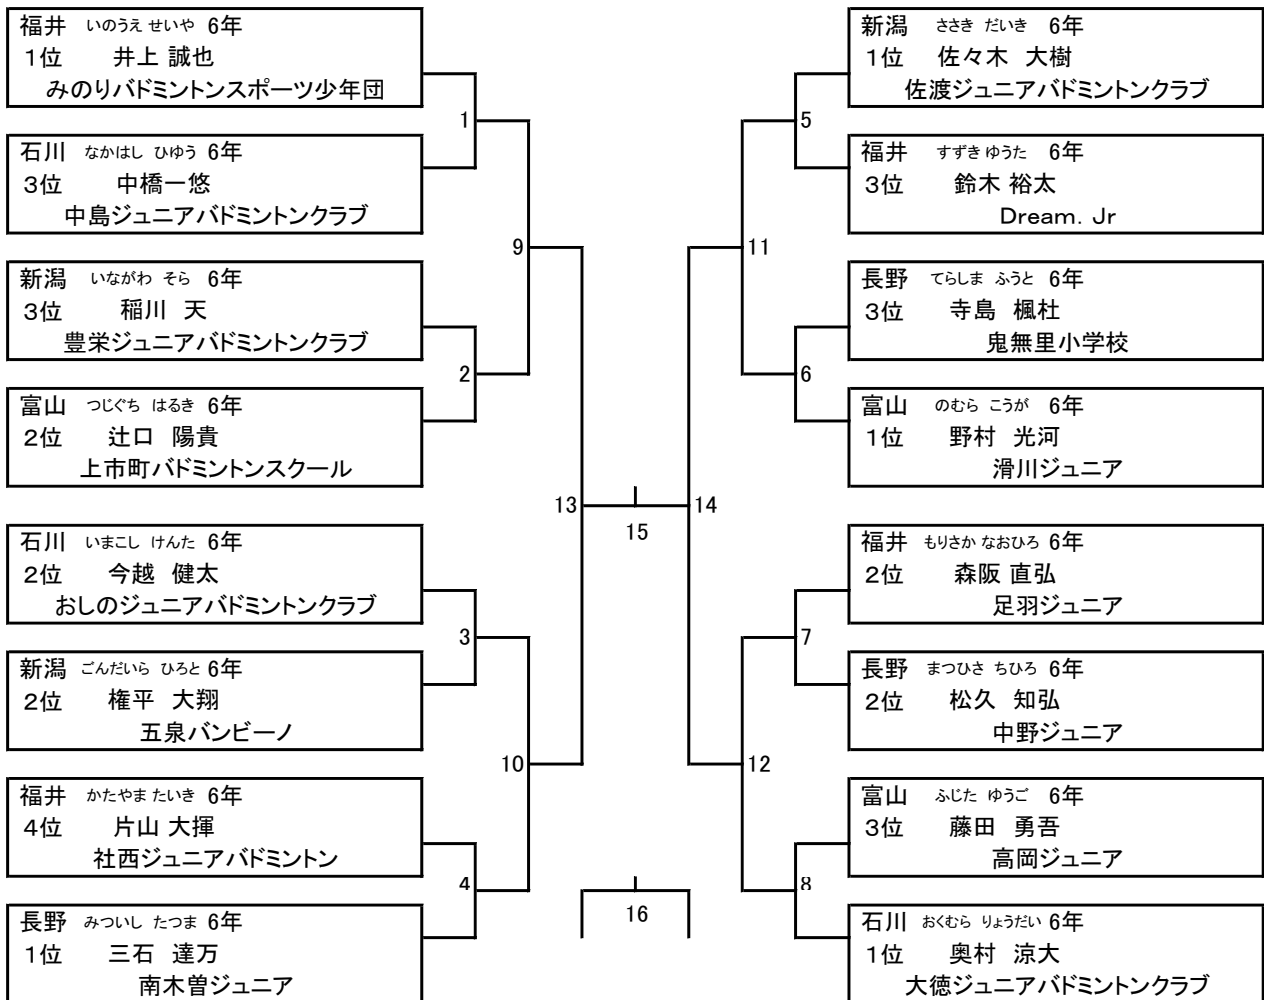 福井 いのうえ せいや 6年
1位 井上 誠也
みのりバドミントンスポーツ少年団
石川 なかはし ひゆう 6年
3位 中橋一悠
中島ジュニアバドミントンクラブ
新潟 いながわ そら 6年
3位 稲川 天
豊栄ジュニアバドミントンクラブ
富山 つじぐち はるき 6年
2位 辻口 陽貴
上市町バドミントンスクール
石川 いまこし けんた 6年
2位 今越 健太
おしのジュニアバドミントンクラブ
新潟 ごんだいら ひろと 6年
2位 権平 大翔
五泉バンビーノ
福井 かたやま たいき 6年
4位 片山 大揮
社西ジュニアバドミントン
長野 みついし たつま 6年
1位 三石 達万
南木曽ジュニア
1
2
3
4
9
10
13
15
16
14
11
12
5
6
7
8
新潟 ささき だいき 6年
1位 佐々木 大樹
佐渡ジュニアバドミントンクラブ
福井 すずき ゆうた 6年
3位 鈴木 裕太
Dream. Jr
長野 てらしま ふうと 6年
3位 寺島 楓杜
鬼無里小学校
富山 のむら こうが 6年
1位 野村 光河
滑川ジュニア
福井 もりさか なおひろ 6年
2位 森阪 直弘
足羽ジュニア
長野 まつひさ ちひろ 6年
2位 松久 知弘
中野ジュニア
富山 ふじた ゆうご 6年
3位 藤田 勇吾
高岡ジュニア
石川 おくむら りょうだい 6年
1位 奥村 涼大
大徳ジュニアバドミントンクラブ